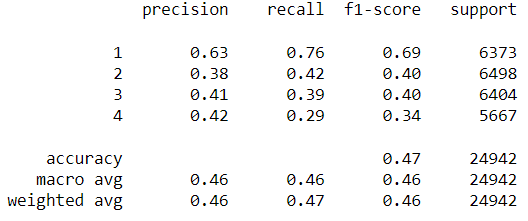 precision recall f1-score support
1 0.63 0.76 0.69 6373
2 0.38 0.42 0.40 6498
3 0.41 0.39 0.40 6404
4 0.42 0.29 0.34 5667
accuracy 0.47 24942
macro avg 0.46 0.46 0.46 24942
weighted avg 0.46 0.47 0.46 24942